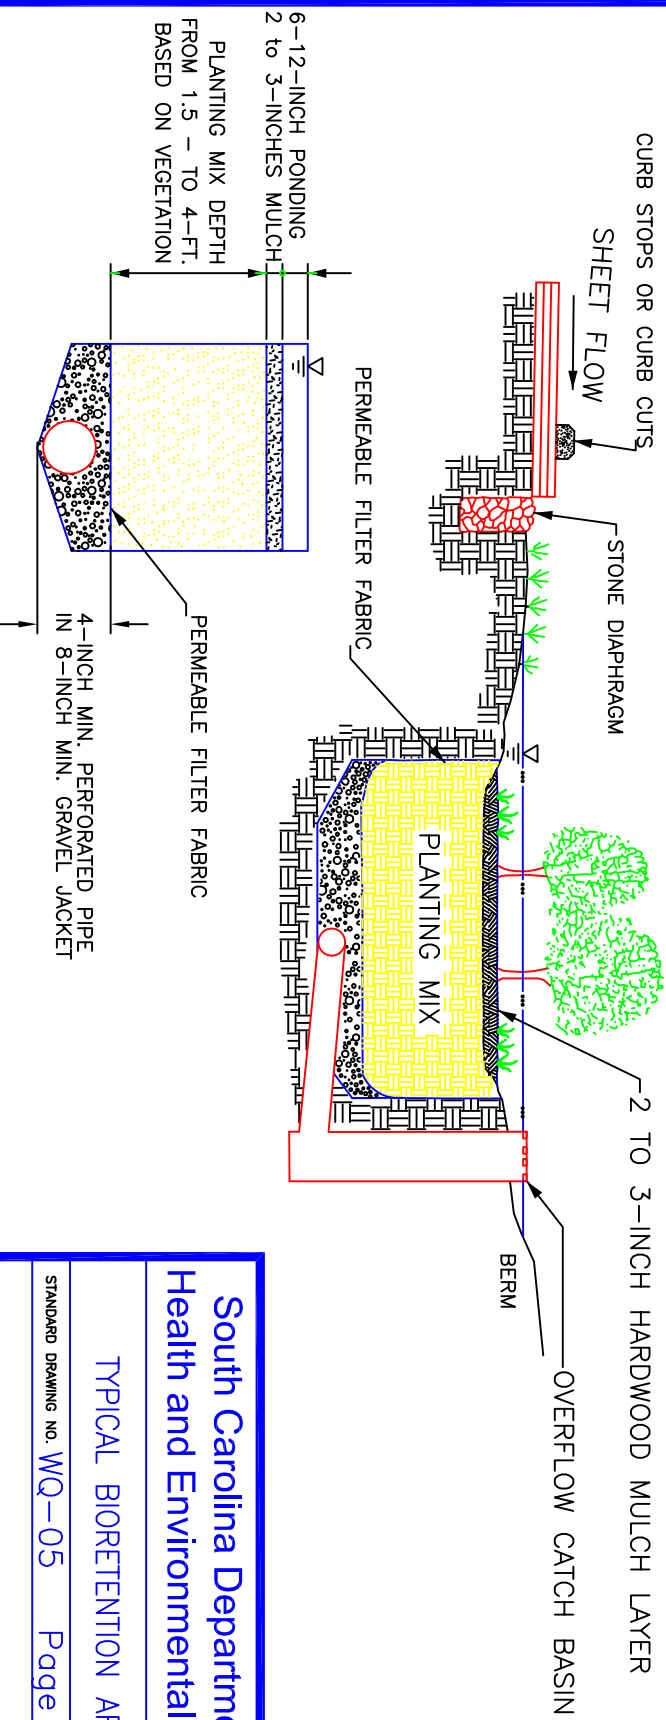 CURB STOPS OR CURB CUTS
SHEET FLOW
STONE DIAPHRAGM
2 TO 3-INCH HARDWOOD MULCH LAYER
OVERFLOW CATCH BASIN
BERM
PERMEABLE FILTER FABRIC
PLANTING MIX
6-12-INCH PONDING
2 to 3-INCHES MULCH
PLANTING MIX DEPTH
FROM 1.5 - TO 4-FT.
BASED ON VEGETATION
PERMEABLE FILTER FABRIC
4-INCH MIN. PERFORATED PIPE
IN 8-INCH MIN. GRAVEL JACKET
South Carolina Departme
Health and Environmental
TYPICAL BIORETENTION AR
STANDARD DRAWING NO. WQ-05 Page